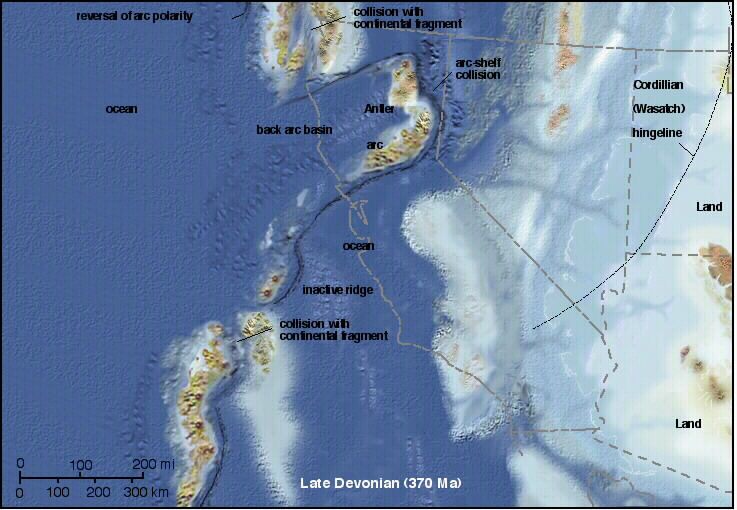 reversal of arc polarity
collision with
continental fragment
arc-shelf
collision
Cordillian
(Wasatch)
hingeline
ocean
Antler
back arc basin
arc
Land
ocean
inactive ridge
collision with
continental fragment
Land
0 100 200 mi
0 100 200 300 km
Late Devonian (370 Ma)